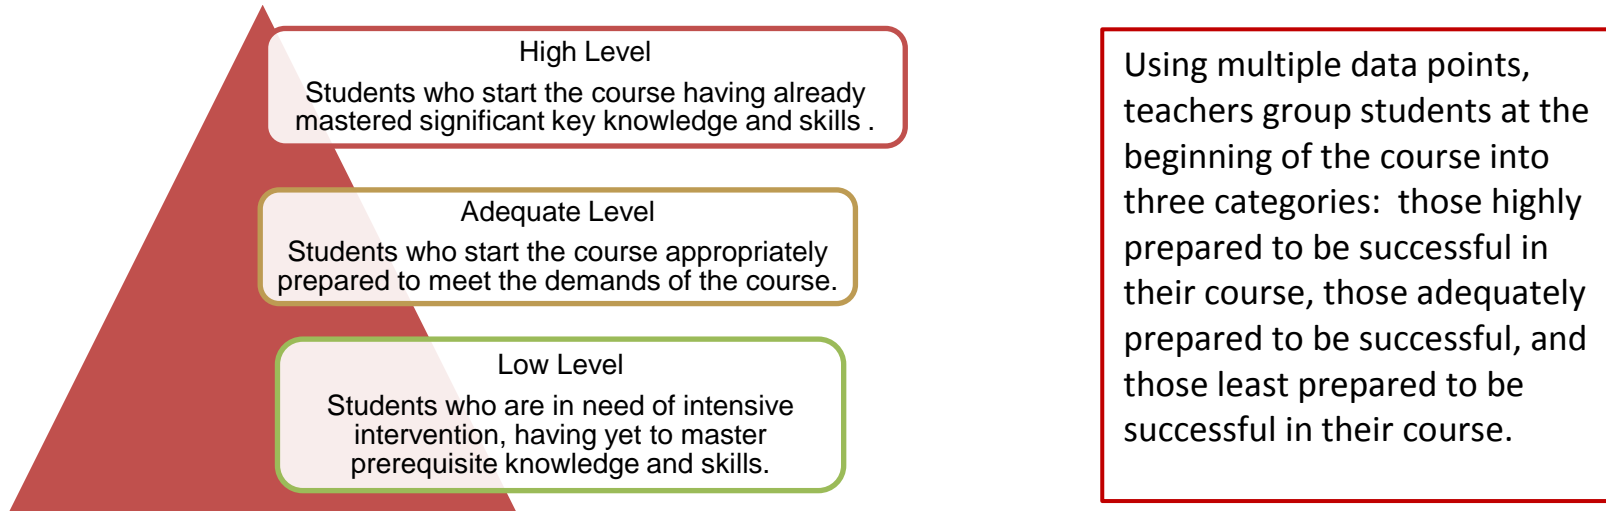 High Level
Students who start the course having already
mastered significant key knowledge and skills .
Adequate Level
Students who start the course appropriately
prepared to meet the demands of the course.
Low Level
Students who are in need of intensive
intervention, having yet to master
prerequisite knowledge and skills.
Using multiple data points,
teachers group students at the
beginning of the course into
three categories:  those highly
prepared to be successful in
their course, those adequately
prepared to be successful, and
those least prepared to be
successful in their course.